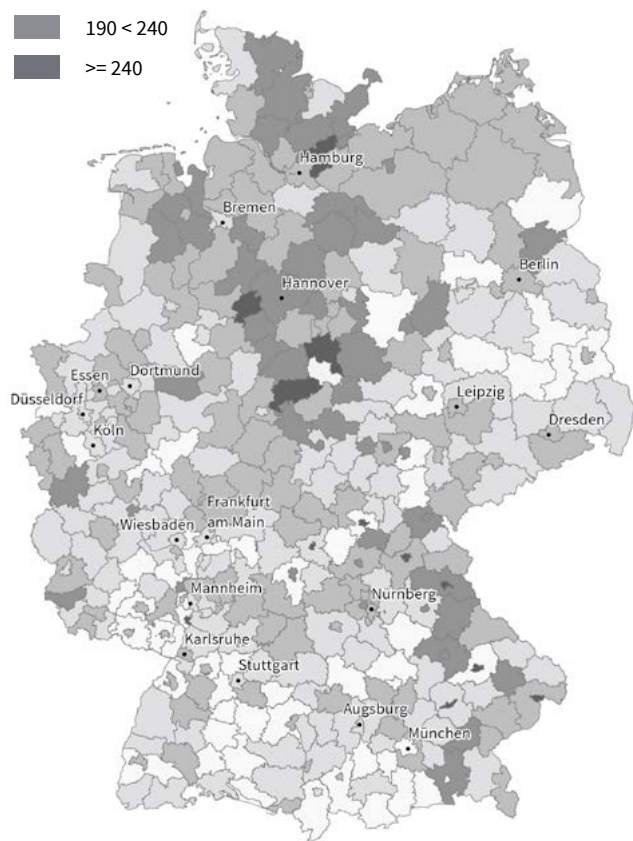 190 < 240
>= 240
Hamburg
Bremen
Berlin
Hannover
Essen
Dortmund
Düsseldorf
Leipzig
Köln
Dresden
Frankfurt
am Main
Wiesbaden
Mannheim
Nürnberg
Karlsruhe
Stuttgart
Augsburg
München